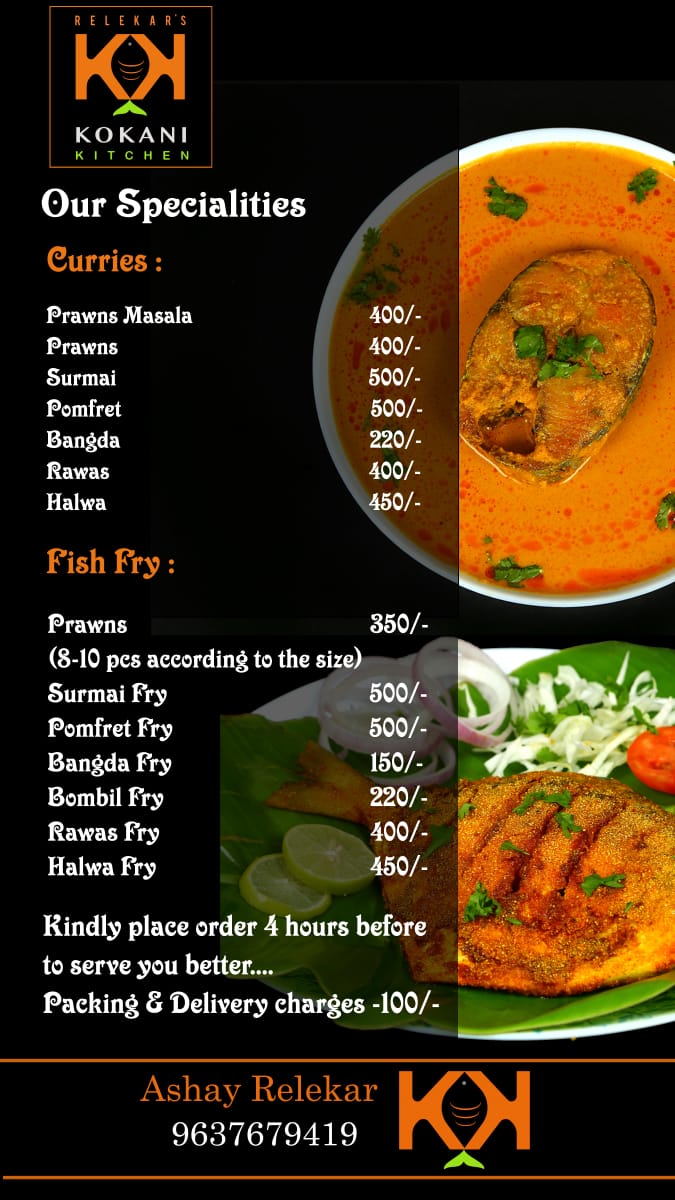 RELEKAR'S
KK
KOKANI
KITCHEN
Our Specialities
Curries :
Prawns Masala 400/-
Prawns 400/-
Surmai 500/-
Pomfret 500/-
Bangda 220/-
Rawas 400/-
Halwa 450/-
Fish Fry :
Prawns 350/-
(8-10 pcs according to the size)
Surmai Fry 500/-
Pomfret Fry 500/-
Bangda Fry 150/-
Bombil Fry 220/-
Rawas Fry 400/-
Halwa Fry 450/-
Kindly place order 4 hours before
to serve you better....
Packing & Delivery charges -100/-
Ashay Relekar
9637679419
KK